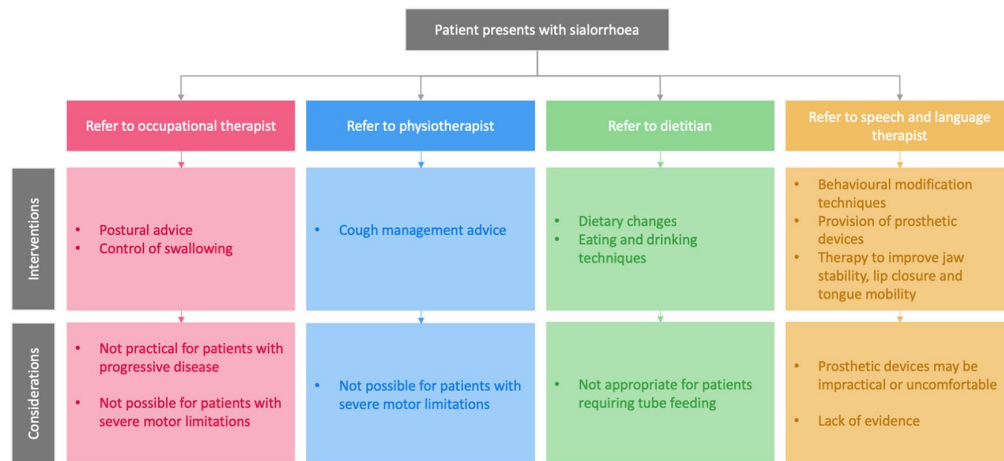 Patient presents with sialorrhoea
Refer to occupational therapist
Refer to physiotherapist
Refer to dietitian
Refer to speech and language
therapist
Interventions
• Postural advice
• Control of swallowing
• Cough management advice
• Dietary changes
• Eating and drinking
techniques
• Behavioural modification
techniques
• Provision of prosthetic
devices
• Therapy to improve jaw
stability, lip closure and
tongue mobility
Considerations
• Not practical for patients with
progressive disease
• Not possible for patients with
severe motor limitations
• Not possible for patients with
severe motor limitations
• Not appropriate for patients
requiring tube feeding
• Prosthetic devices may be
impractical or uncomfortable
• Lack of evidence